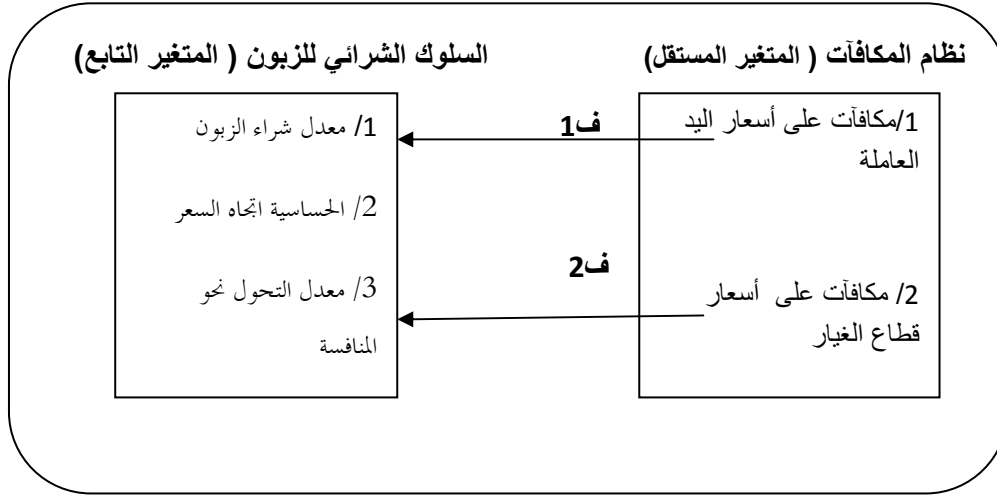 نظام المكافآت ( المتغير المستقل)
السلوك الشرائي للزبون ( المتغير التابع)
1/مكافآت على أسعار اليد
العاملة
2/ مكافآت على أسعار
قطاع الغيار
ف1
ف2
1/ معدل شراء الزبون
2/ الحساسية اتجاه السعر
3/ معدل التحول نحو
المنافسة